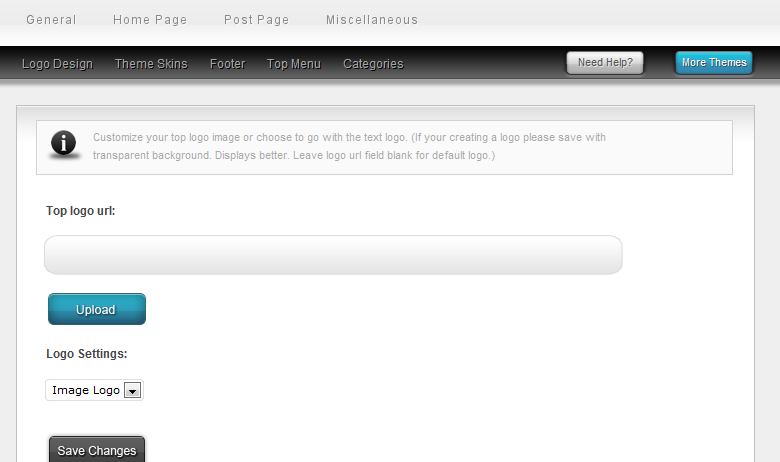 General Home Page Post Page Miscellaneous
Logo Design Theme Skins Footer Top Menu Categories Need Help? More Themes
Customize your top logo image or choose to go with the text logo. (If your creating a logo please save with
transparent background. Displays better. Leave logo url field blank for default logo.)
Top logo url:
Upload
Logo Settings:
Image Logo
Save Changes